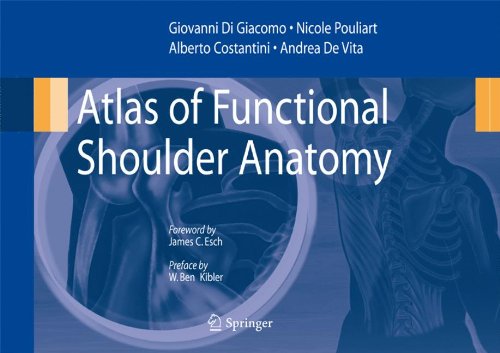 Giovanni Di Giacomo • Nicole Pouliart
Alberto Costantini • Andrea De Vita
Atlas of Functional
Shoulder Anatomy
Foreword by
James C. Esch
Preface by
W. Ben Kibler
Springer